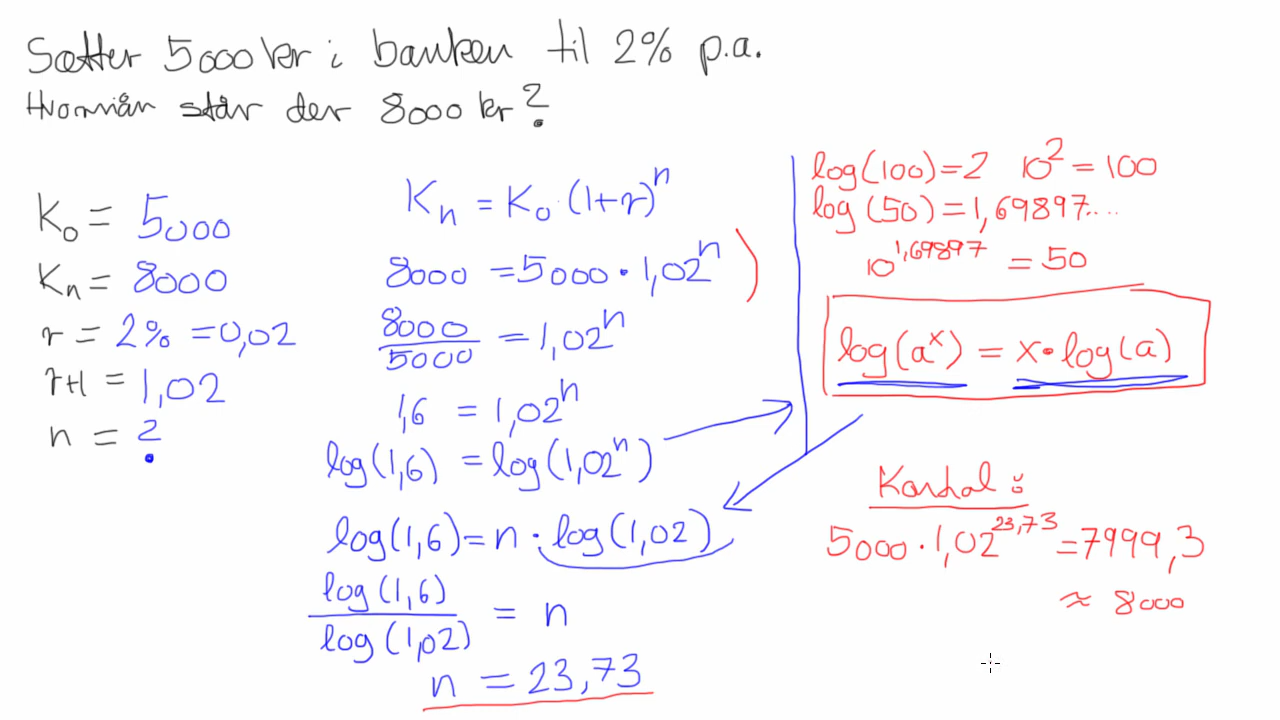 Sætter 5000 kr i banken til 2% p.a.
Hvornår står der 8000 kr?
K₀ = 5000
Kₙ = 8000
r = 2% = 0,02
r+1 = 1,02
n = ?
Kₙ = K₀ · (1+r)ⁿ
8000 = 5000 · 1,02ⁿ
8000/5000 = 1,02ⁿ
1,6 = 1,02ⁿ
log(1,6) = log(1,02ⁿ)
log(1,6) = n · log(1,02)
log(1,6)/log(1,02) = n
n = 23,73
log(100) = 2 10² = 100
log(50) = 1,69897....
10^1,69897 = 50
log(aˣ) = x · log(a)
5000 · 1,02^23,73 = 7999,3
≈ 8000